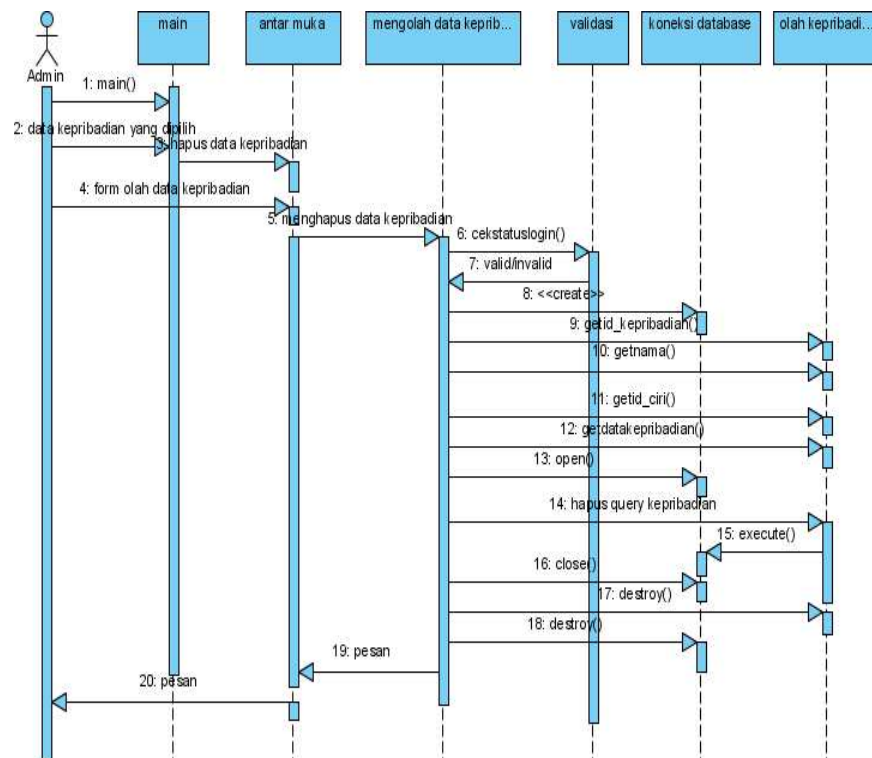 main
antar muka
mengolah data keprib...
validasi
koneksi database
olah kepribadi...
Admin
1: main()
2: data kepribadian yang dipilih
3: hapus data kepribadian
4: form olah data kepribadian
5: menghapus data kepribadian
6: cekstatuslogin()
7: valid/invalid
8: <<create>>
9: getid_kepribadian()
10: getnama()
11: getid_ciri()
12: getdatakepribadian()
13: open()
14: hapus query kepribadian
15: execute()
16: close()
17: destroy()
18: destroy()
19: pesan
20: pesan